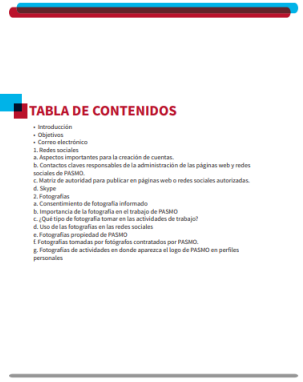 TABLA DE CONTENIDOS
• Introducción
• Objetivos
• Correo electrónico
1. Redes sociales
a. Aspectos importantes para la creación de cuentas.
b. Contactos claves responsables de la administración de las páginas web y redes
sociales de PASMO.
c. Matriz de autoridad para publicar en páginas web o redes sociales autorizadas.
d. Skype
2. Fotografías
a. Consentimiento de fotografía informado
b. Importancia de la fotografía en el trabajo de PASMO
c. ¿Qué tipo de fotografía tomar en las actividades de trabajo?
d. Uso de las fotografías en las redes sociales
e. Fotografías propiedad de PASMO
f. Fotografías tomadas por fotógrafos contratados por PASMO.
g. Fotografías de actividades en donde aparezca el logo de PASMO en perfiles
personales